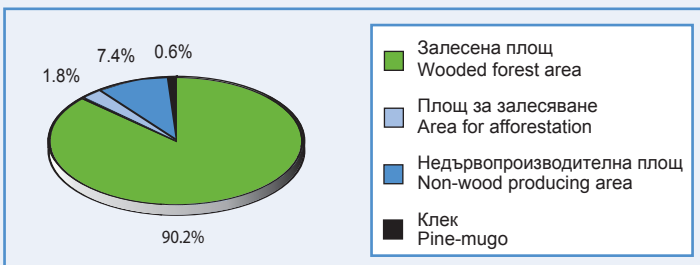 7.4% 0.6%
1.8%
90.2%
Залесена площ
Wooded forest area
Площ за залесяване
Area for afforestation
Недървопроизводителна площ
Non-wood producing area
Клек
Pine-mugo